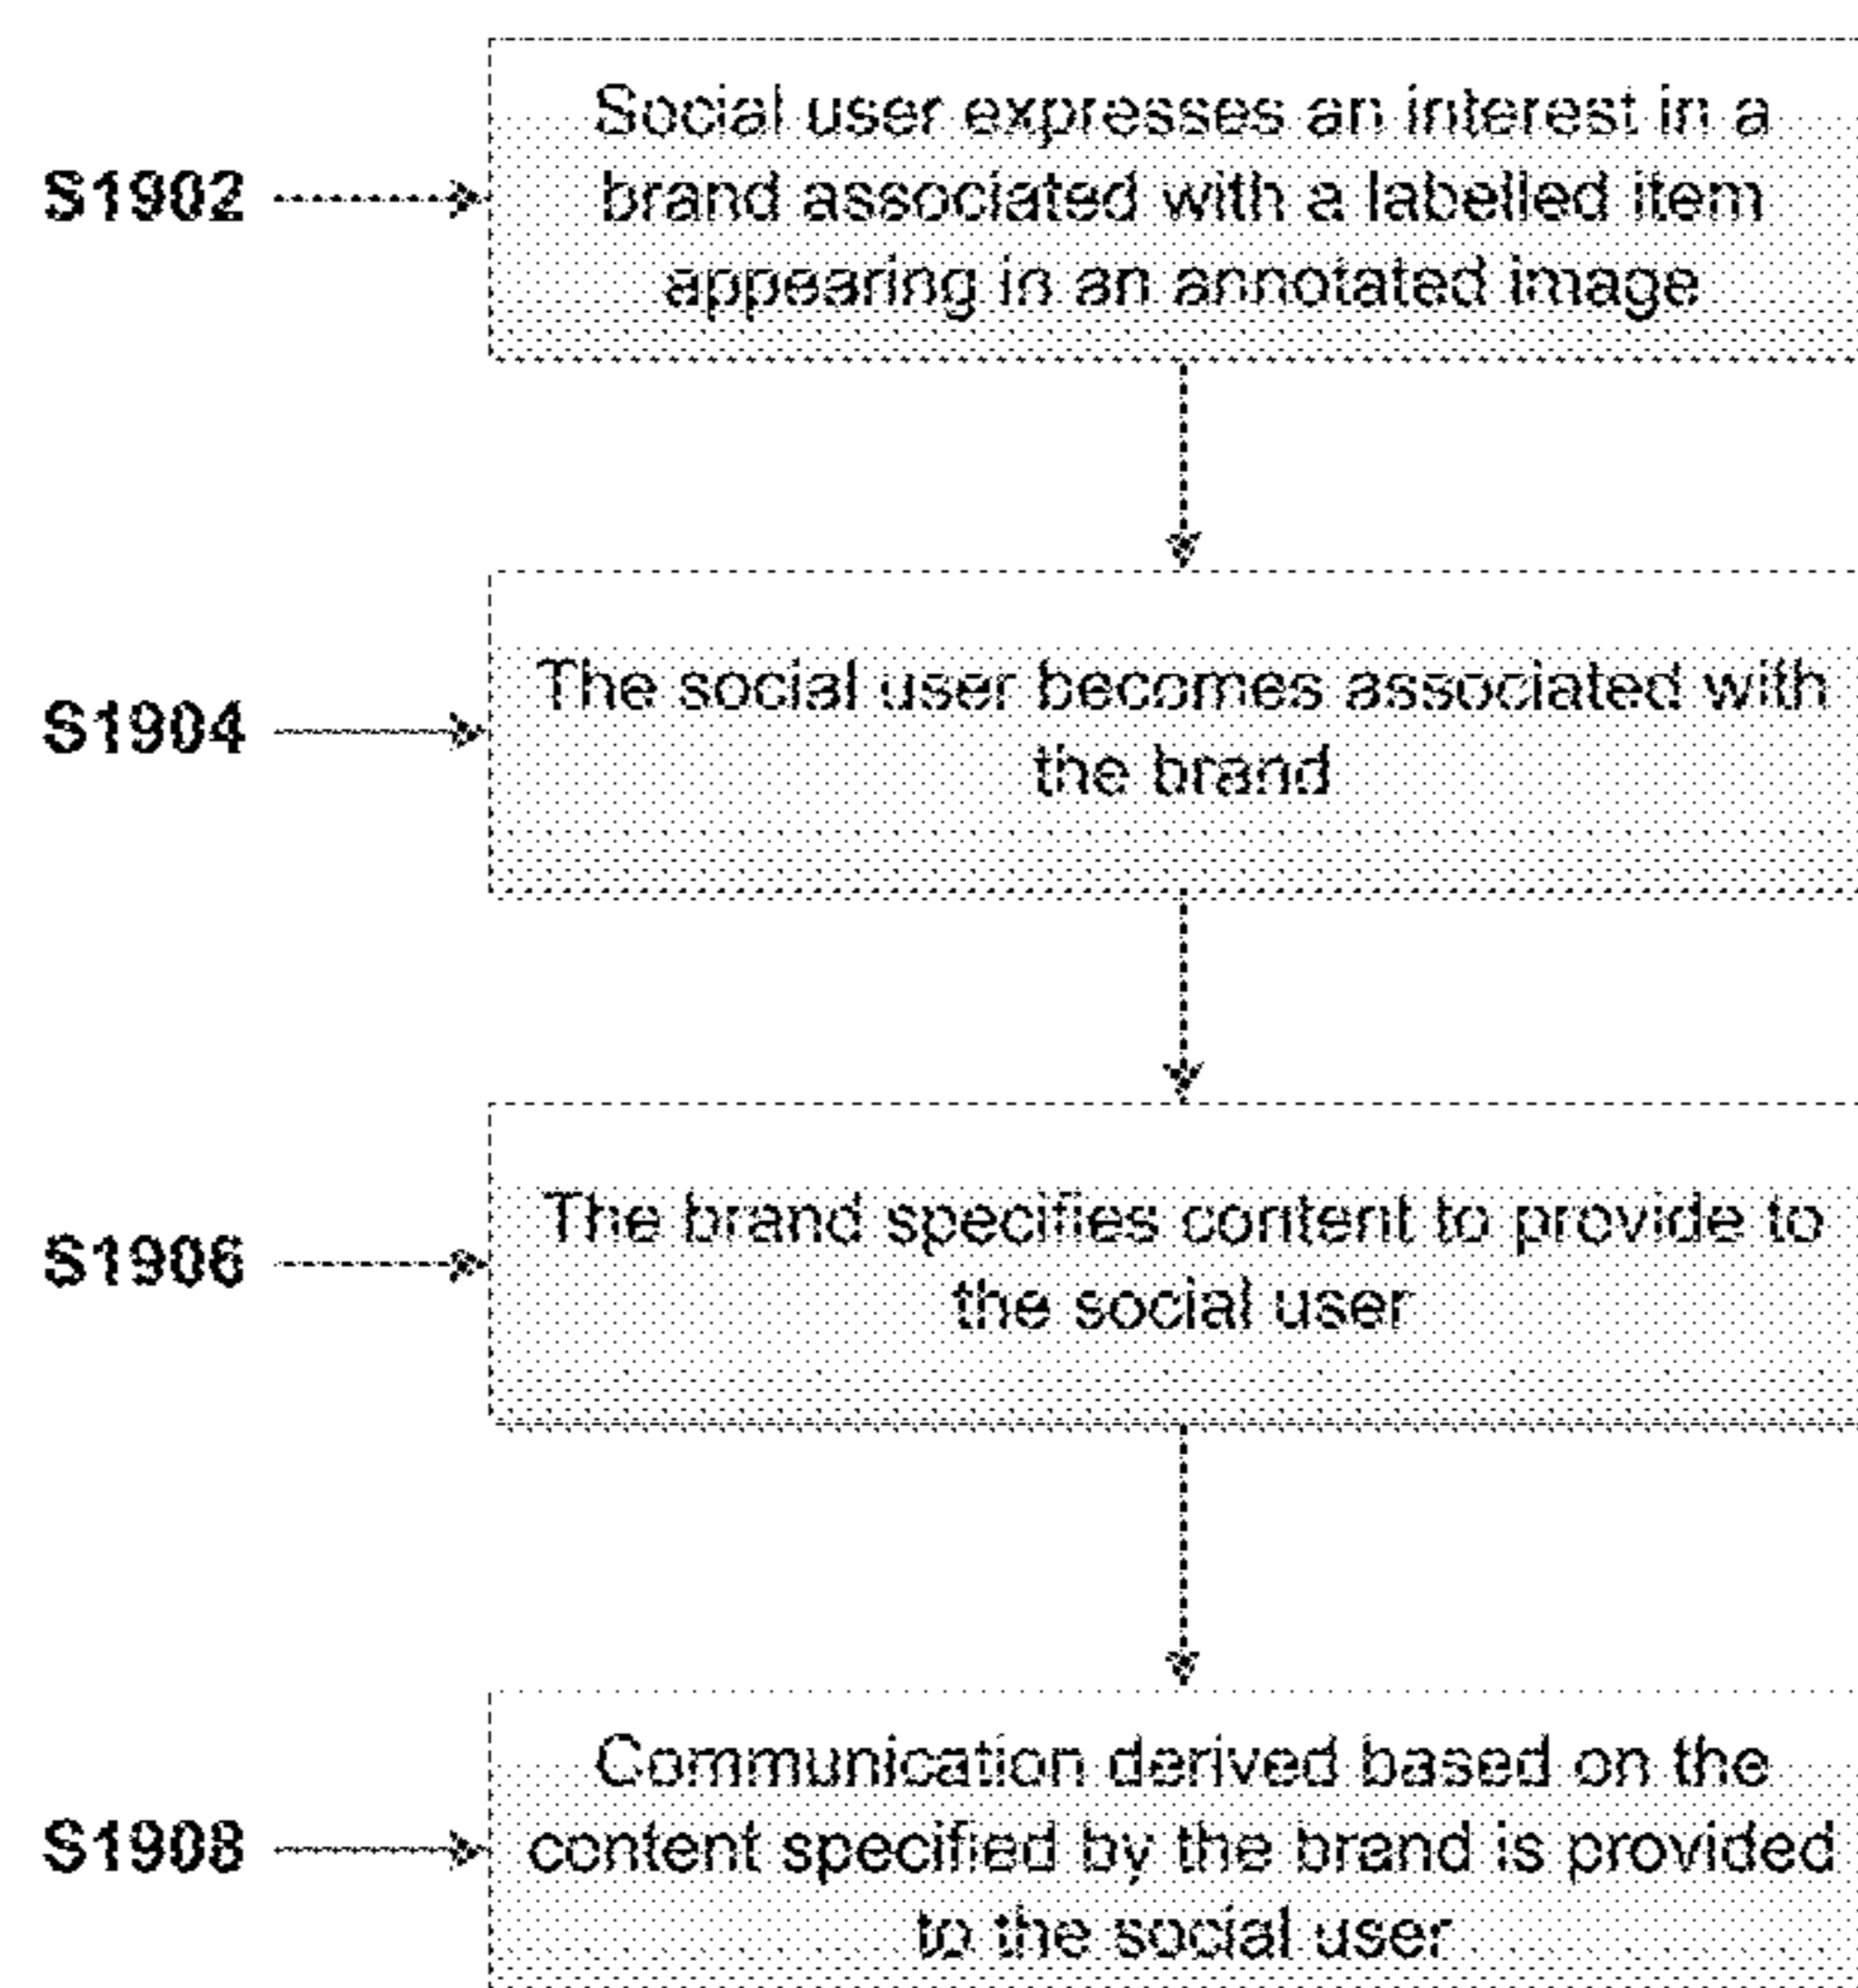 S1902
Social user expresses an interest in a
brand associated with a labelled item
appearing in an annotated image
S1904
The social user becomes associated with
the brand
S1906
The brand specifies content to provide to
the social user
S1908
Communication derived based on the
content specified by the brand is provided
to the social user